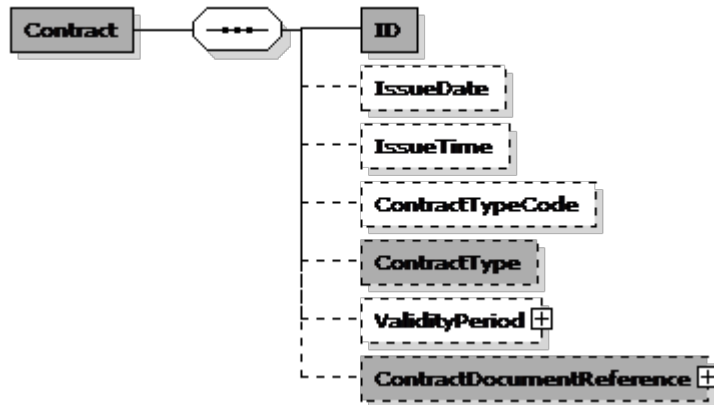 Contract
ID
IssueDate
IssueTime
ContractTypeCode
ContractType
ValidityPeriod
ContractDocumentReference